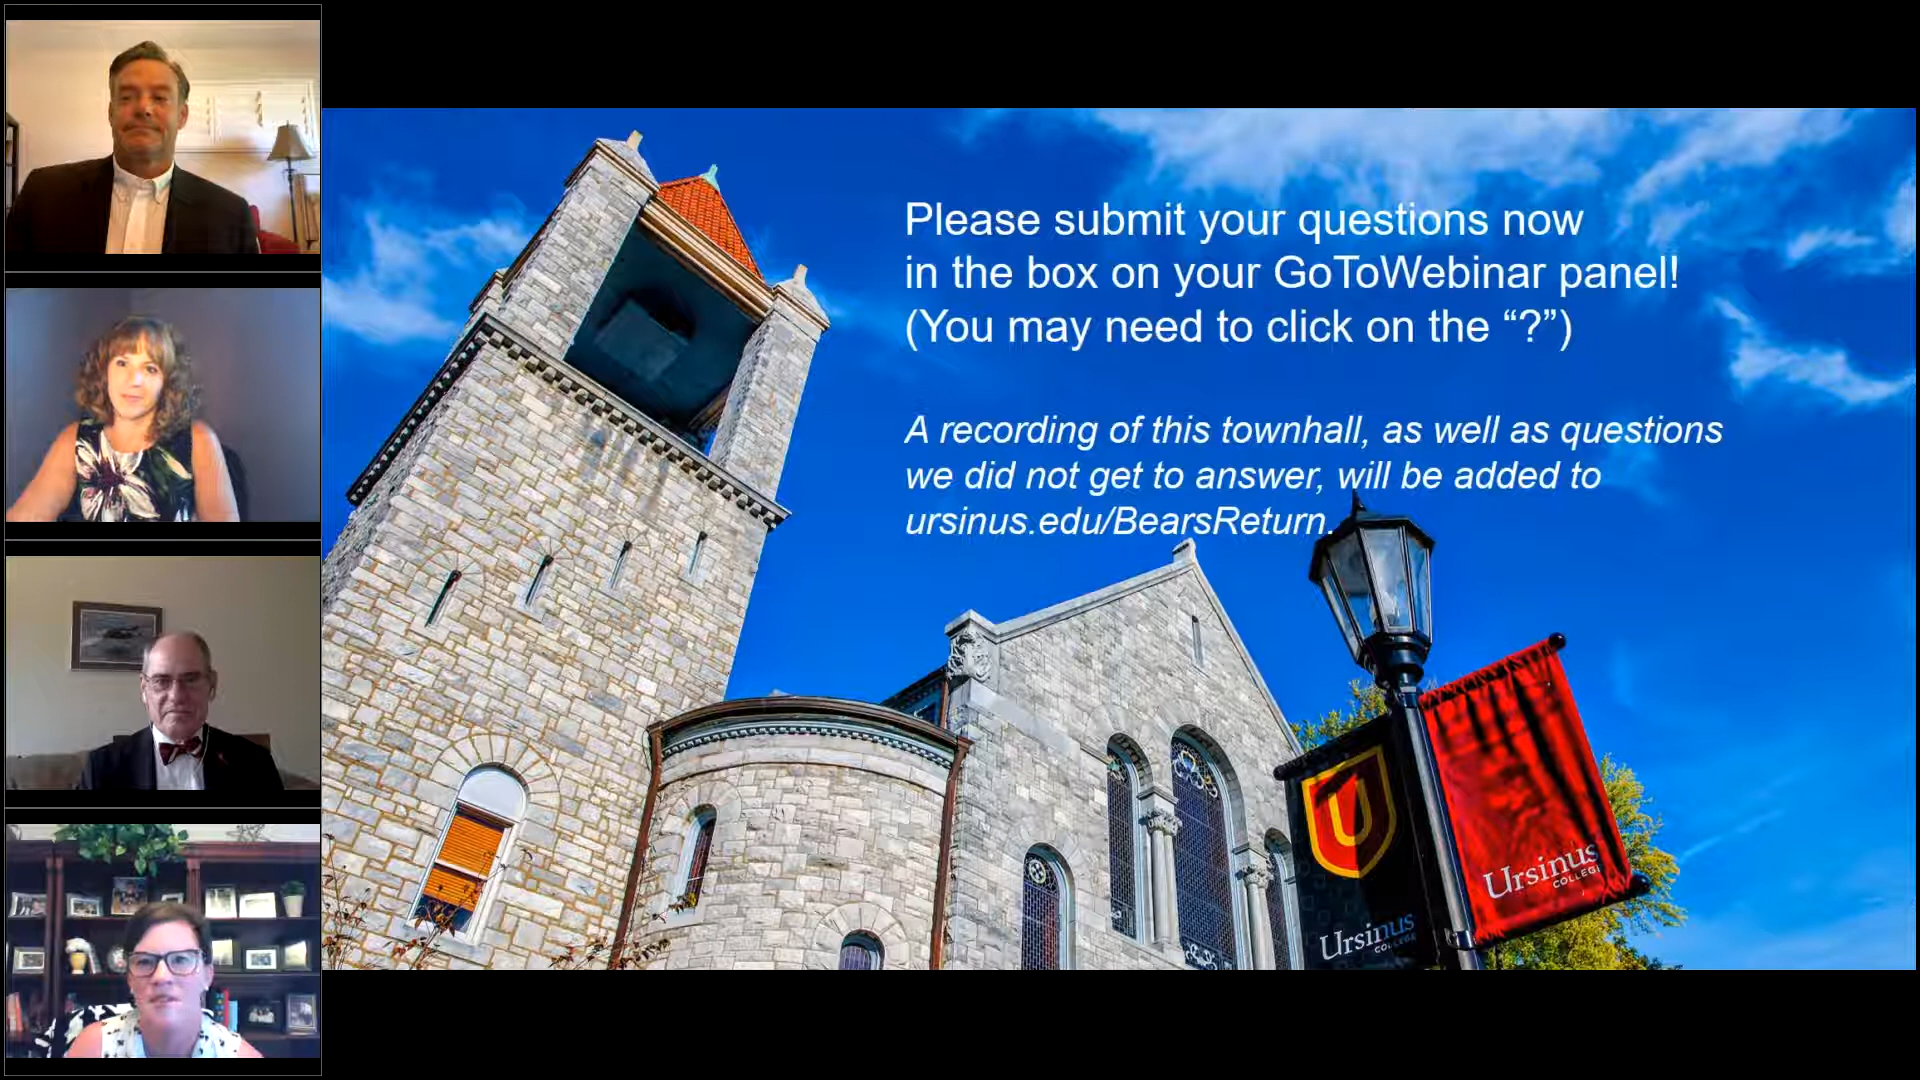 Please submit your questions now
in the box on your GoToWebinar panel!
(You may need to click on the “?”)
A recording of this townhall, as well as questions
we did not get to answer, will be added to
ursinus.edu/BearsReturn.
U
Ursinus
COLLEGE
Ursinus
COLLEGE